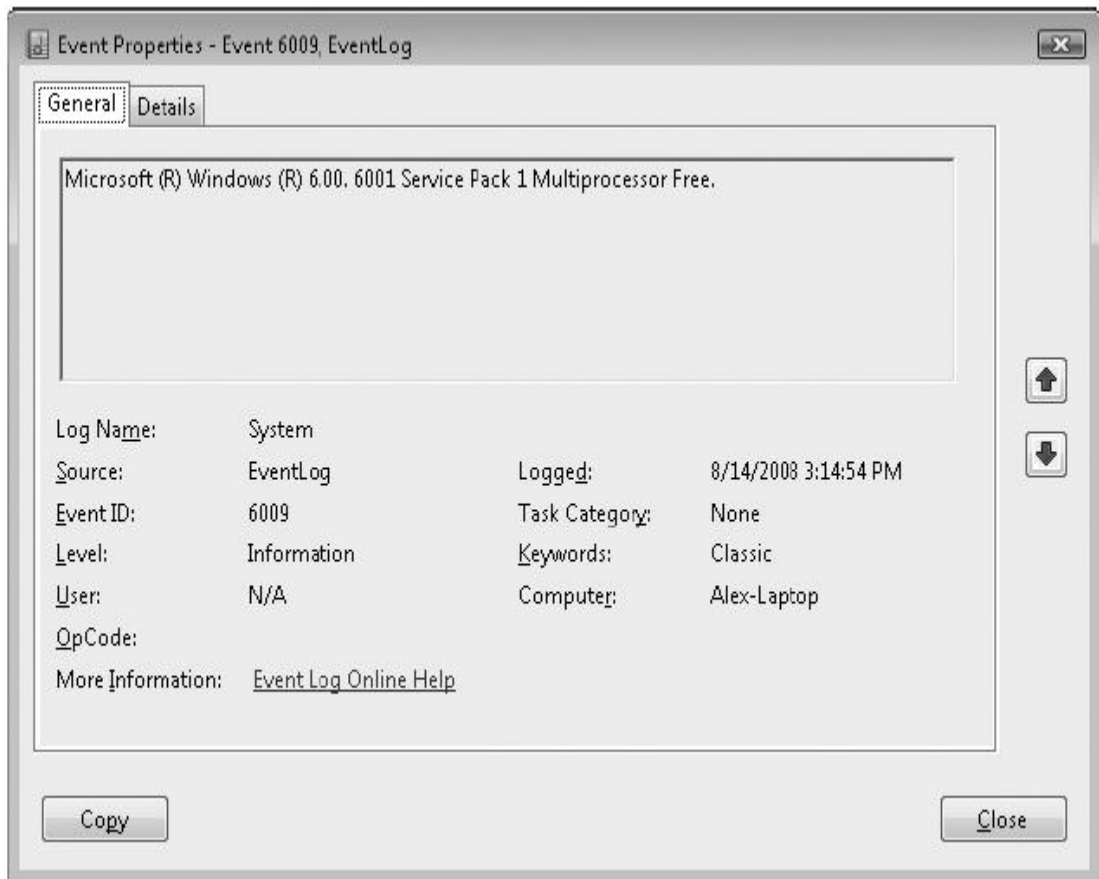 Event Properties - Event 6009, EventLog
General Details
Microsoft (R) Windows (R) 6.00. 6001 Service Pack 1 Multiprocessor Free.
Log Name: System
Source: EventLog Logged: 8/14/2008 3:14:54 PM
Event ID: 6009 Task Category: None
Level: Information Keywords: Classic
User: N/A Computer: Alex-Laptop
OpCode:
More Information: Event Log Online Help
Copy Close